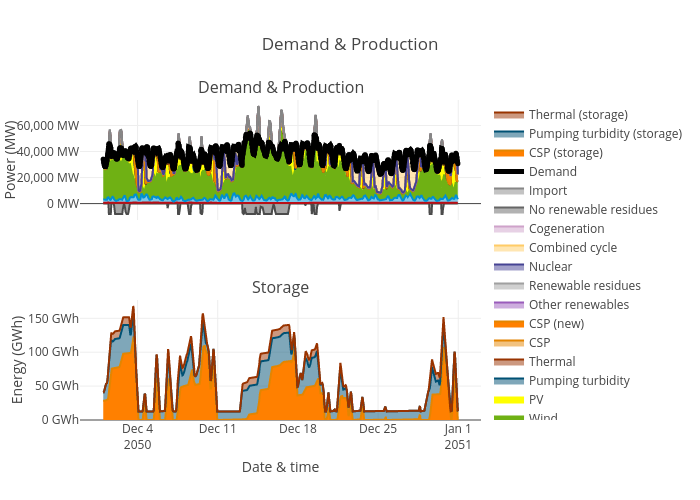 Demand & Production
Demand & Production
Power (MW)
60,000 MW
40,000 MW
20,000 MW
0 MW
Storage
Energy (GWh)
150 GWh
100 GWh
50 GWh
0 GWh
Dec 4
2050
Dec 11
Dec 18
Dec 25
Jan 1
2051
Date & time
Thermal (storage)
Pumping turbidity (storage)
CSP (storage)
Demand
Import
No renewable residues
Cogeneration
Combined cycle
Nuclear
Renewable residues
Other renewables
CSP (new)
CSP
Thermal
Pumping turbidity
PV
Wind